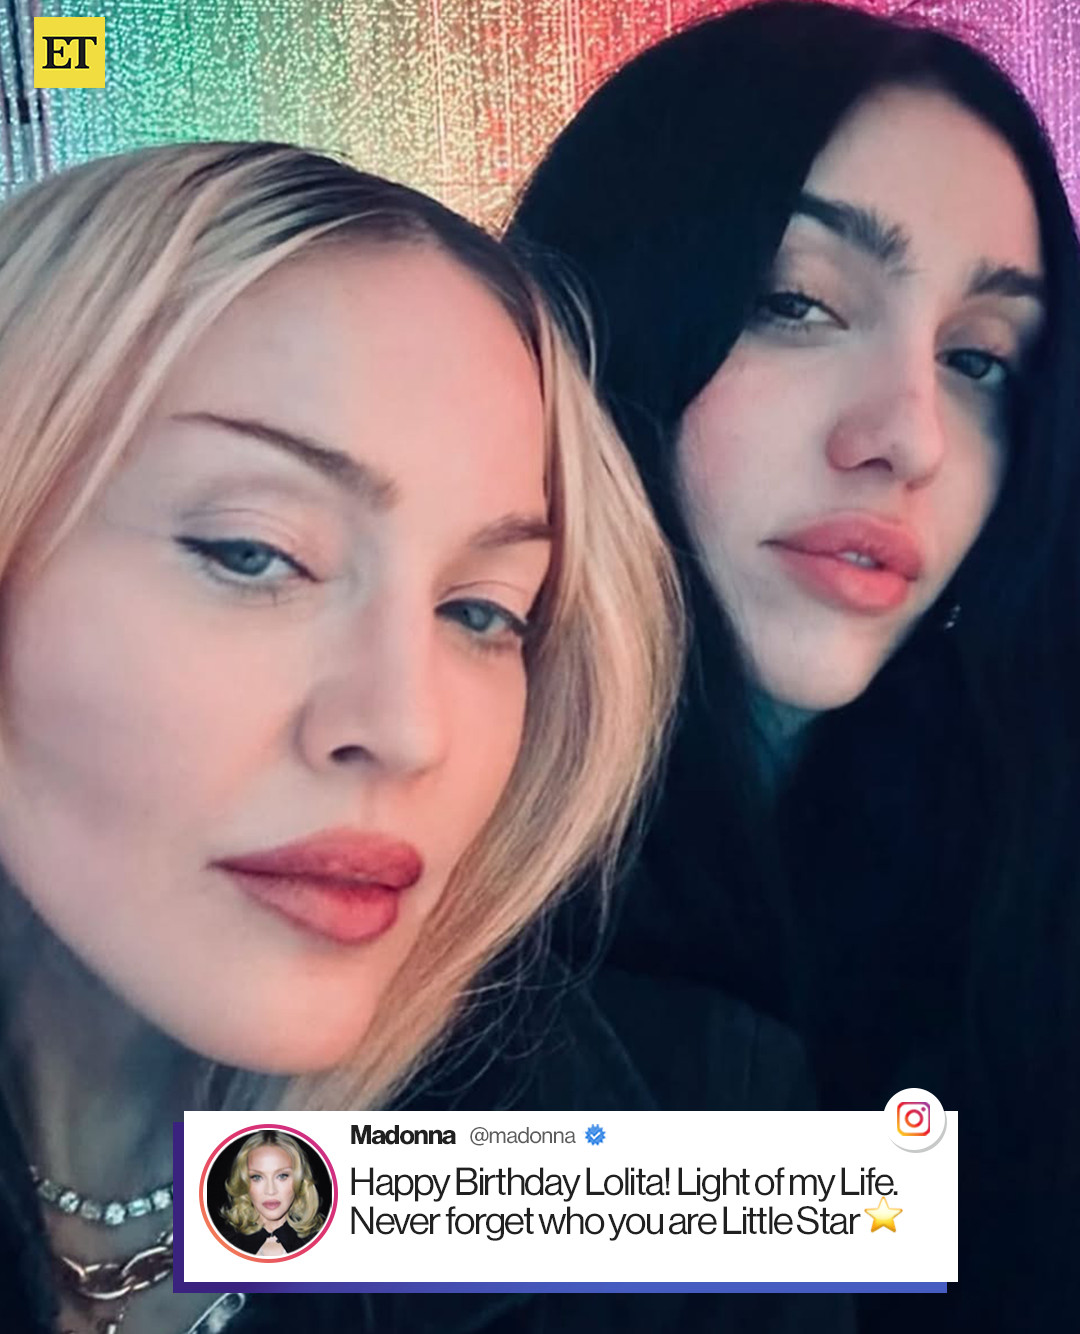 ET
Madonna @madonna
Happy Birthday Lolita! Light of my Life.
Never forget who you are Little Star⭐